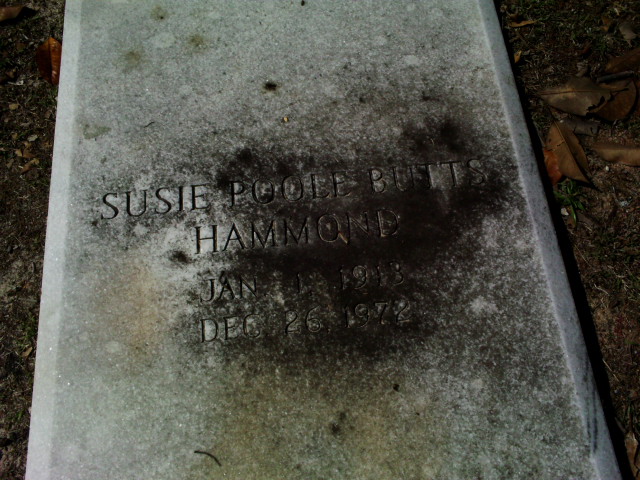 SUSIE POOLE BUTTS
HAMMOND
JAN. 1, 1913
DEC. 26, 1972